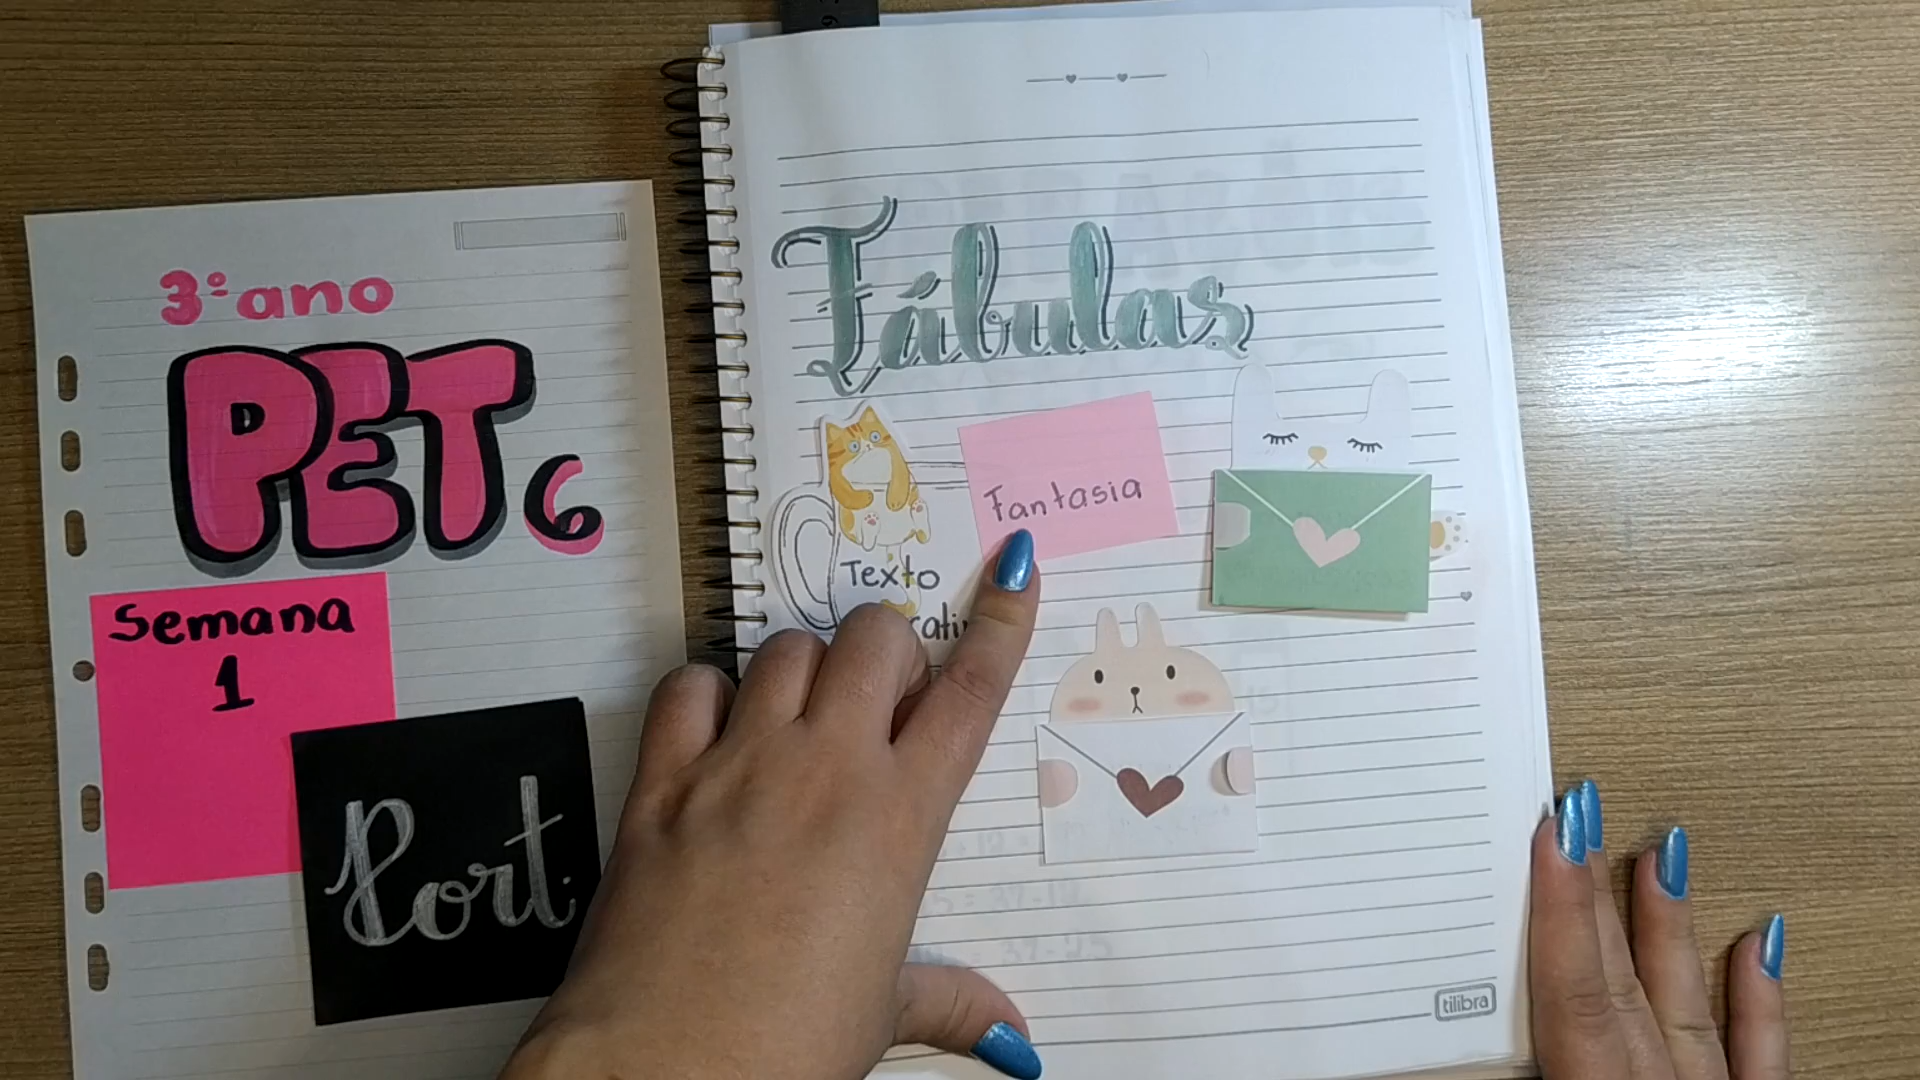 3º ano
PET 6
Semana
1
Port.
Fábulas
Fantasia
Texto
tilibra